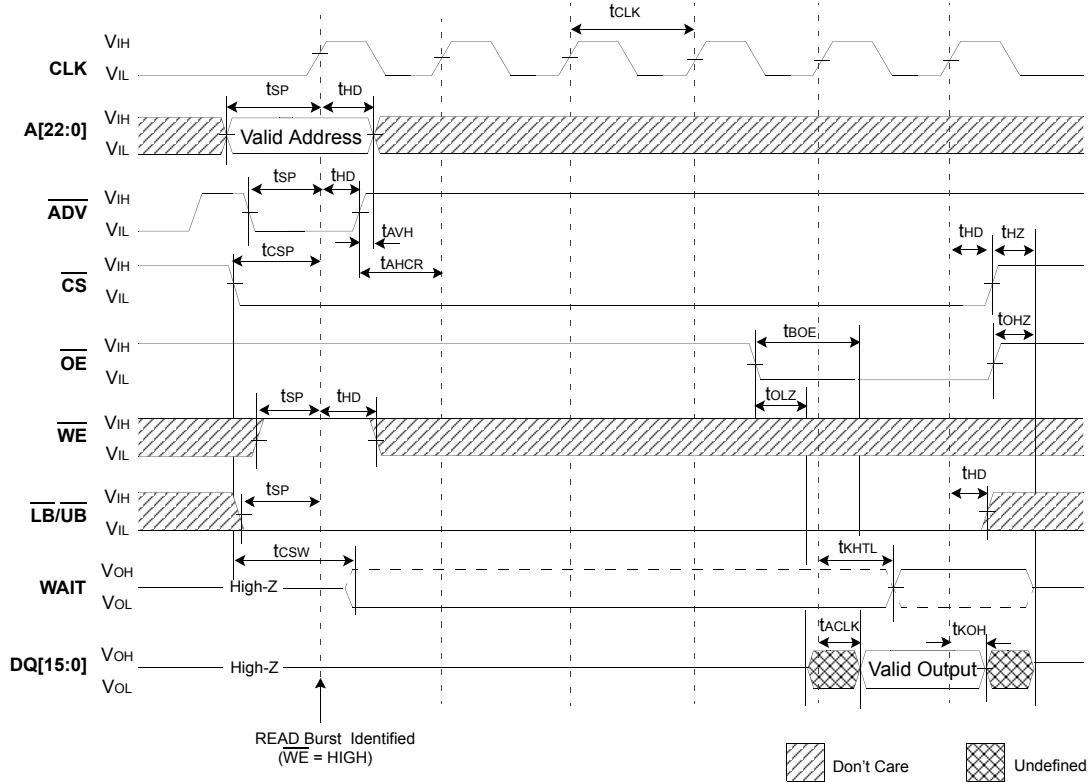 tCLK
VIH
CLK
VIL
tSP tHD
VIH
A[22:0] Valid Address
VIL
tSP tHD
VIH
ADV
VIL
tAVH
tHD tHZ
tCSP
tAHCR
VIH
CS
VIL
tOHZ
tBOE
VIH
OE
VIL
tSP tHD
tOLZ
VIH
WE
VIL
tHD
tSP
VIH
LB/UB
VIL
tCSW
tKHTL
VOH
WAIT High-Z
VOL
tACLK tKOH
VOH
DQ[15:0] High-Z Valid Output
VOL
READ Burst Identified
(WE = HIGH)
Don't Care Undefined